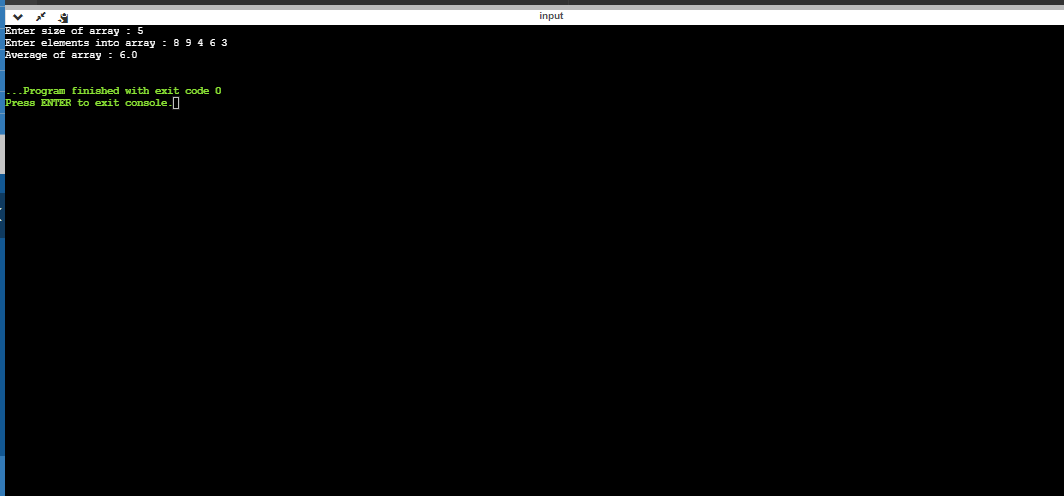 input
Enter size of array : 5
Enter elements into array : 8 9 4 6 3
Average of array : 6.0
...Program finished with exit code 0
Press ENTER to exit console.